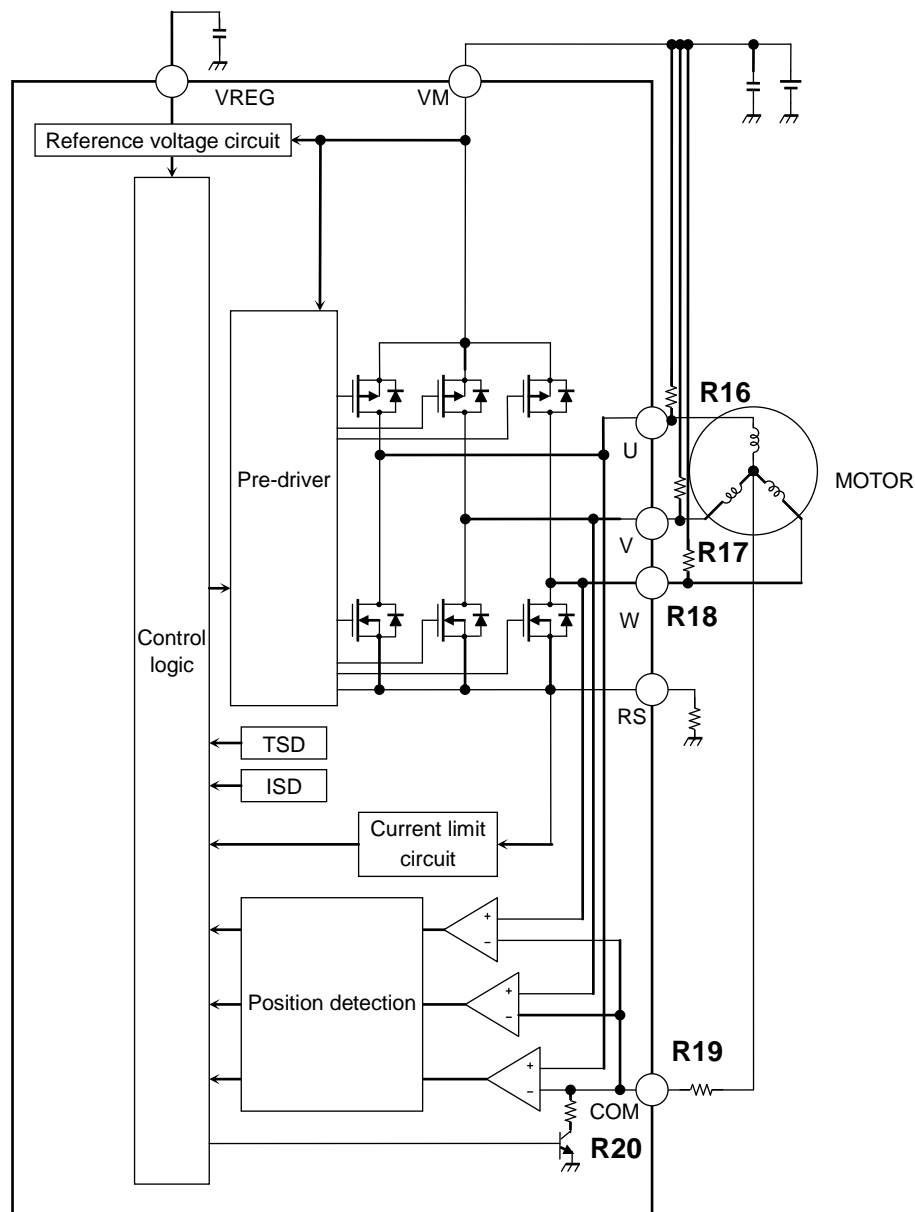 VREG
VM
Reference voltage circuit
R16
U
Pre-driver
MOTOR
V
R17
W
R18
Control
logic
RS
TSD
ISD
Current limit
circuit
+
−
+
Position detection
−
R19
+
−
COM
R20